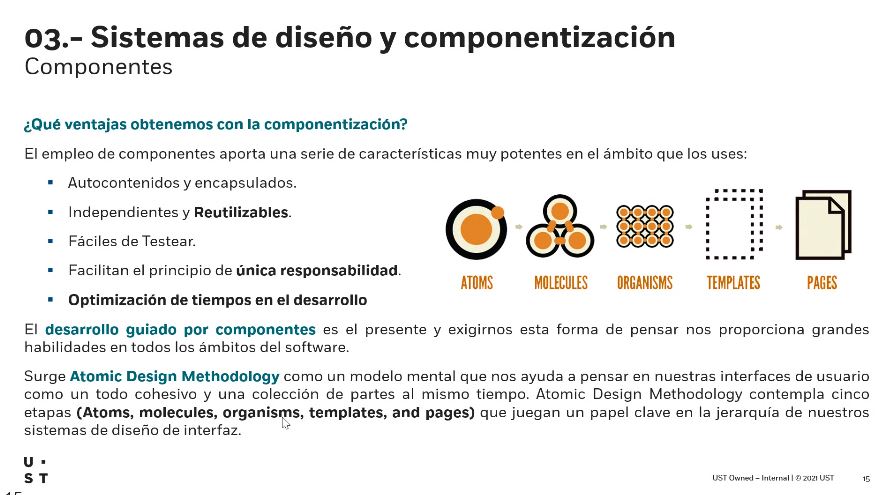 03.- Sistemas de diseño y componentización
Componentes
¿Qué ventajas obtenemos con la componentización?
El empleo de componentes aporta una serie de características muy potentes en el ámbito que los uses:
▪ Autocontenidos y encapsulados.
▪ Independientes y Reutilizables.
▪ Fáciles de Testear.
▪ Facilitan el principio de única responsabilidad.
▪ Optimización de tiempos en el desarrollo
ATOMS MOLECULES ORGANISMS TEMPLATES PAGES
El desarrollo guiado por componentes es el presente y exigirnos esta forma de pensar nos proporciona grandes
habilidades en todos los ámbitos del software.
Surge Atomic Design Methodology como un modelo mental que nos ayuda a pensar en nuestras interfaces de usuario
como un todo cohesivo y una colección de partes al mismo tiempo. Atomic Design Methodology contempla cinco
etapas (Atoms, molecules, organisms, templates, and pages) que juegan un papel clave en la jerarquía de nuestros
sistemas de diseño de interfaz.
U ·
S T
UST Owned – Internal | © 2021 UST 15